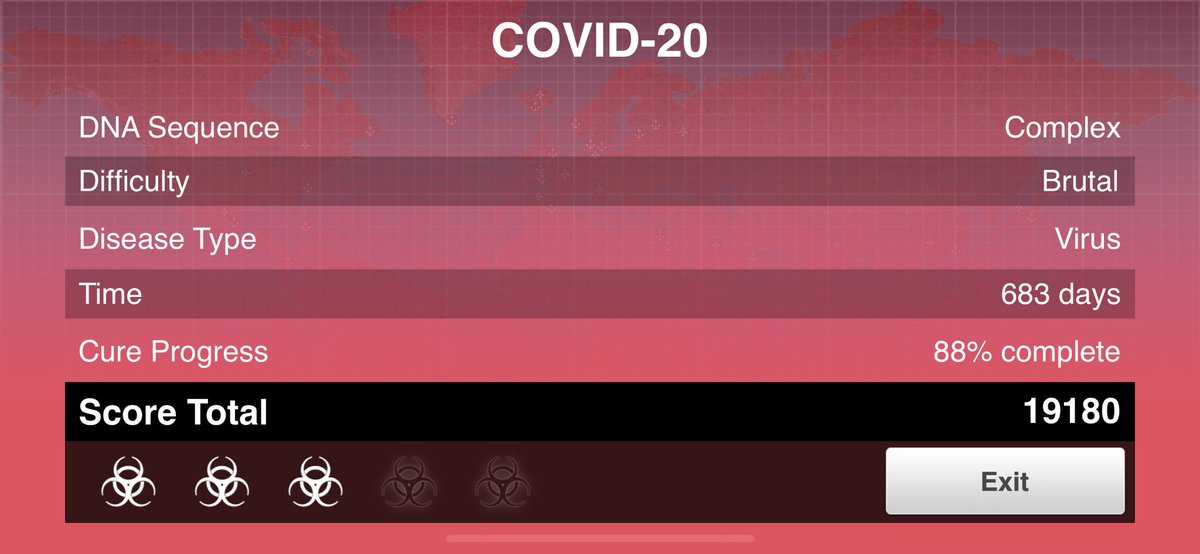 COVID-20
DNA Sequence Complex
Difficulty Brutal
Disease Type Virus
Time 683 days
Cure Progress 88% complete
Score Total 19180
Exit